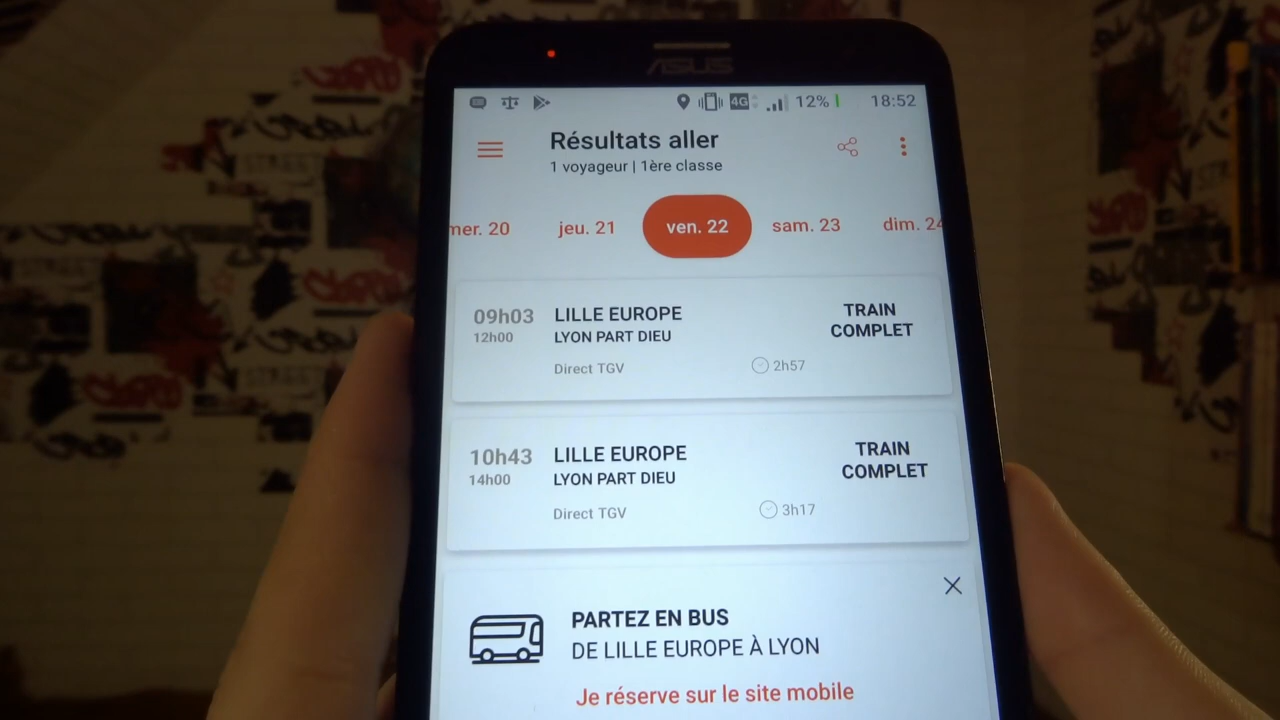 ASUS
4G 12% 18:52
Résultats aller
1 voyageur | 1ère classe
mer. 20 jeu. 21 ven. 22 sam. 23 dim. 24
09h03 LILLE EUROPE TRAIN
12h00 LYON PART DIEU COMPLET
Direct TGV 2h57
10h43 LILLE EUROPE TRAIN
14h00 LYON PART DIEU COMPLET
Direct TGV 3h17
PARTEZ EN BUS
DE LILLE EUROPE À LYON
Je réserve sur le site mobile
STREET
STREET